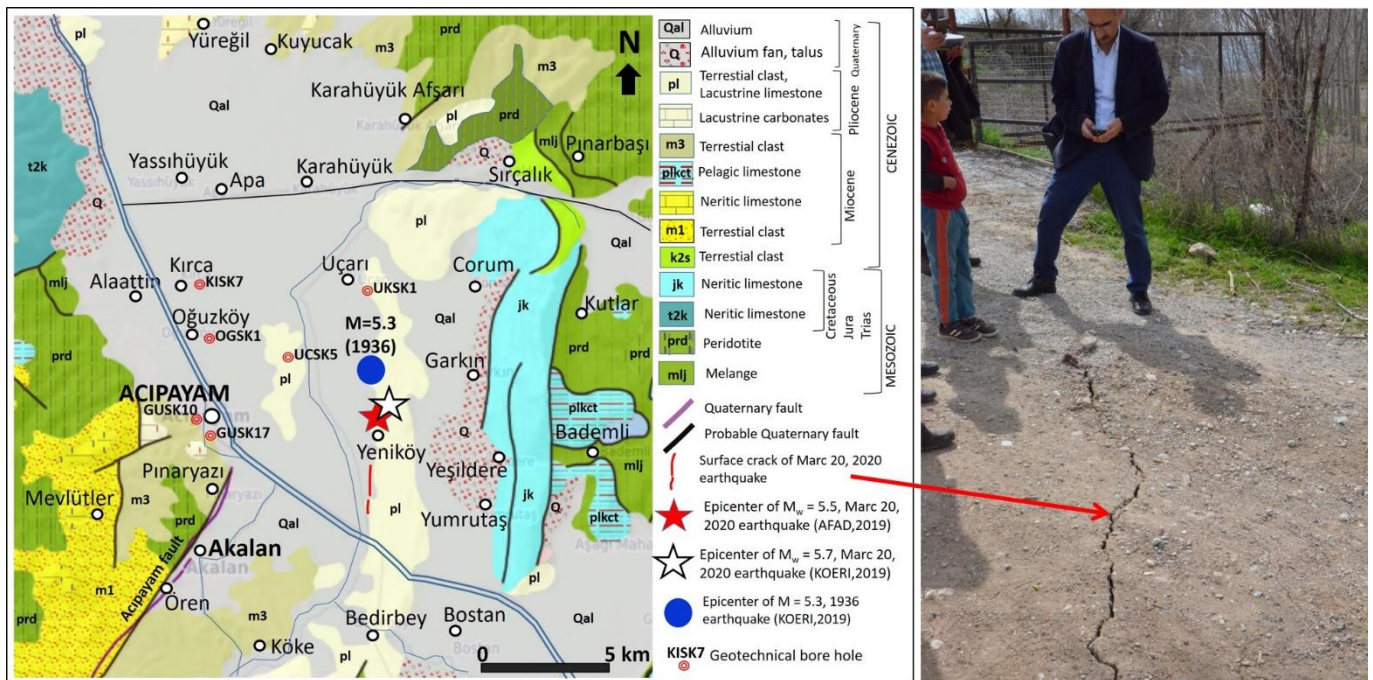 Yüreğil
Kuyucak
pl
m3
prd
N
m3
Qal
Karahüyük Afşarı
pl
prd
mlj
Pınarbaşı
t2k
Yassıhüyük
Apa
Karahüyük
Q
Sırçalık
Q
pl
Qal
mlj
Alaattin
Kırca
KISK7
Uçarı
UKSK1
Corum
jk
Kutlar
Oğuzköy
OGSK1
M=5.3
(1936)
Qal
prd
UCSK5
Garkın
prd
pl
ACIPAYAM
GUSK10
GUSK17
plkct
Bademli
Yeniköy
Q
Yeşildere
mlj
Pınaryazı
Mevlütler
m3
prd
pl
jk
Yumrutaş
Q
plkct
Qal
Akalan
Acipayam fault
m1
Ören
pl
m3
prd
Bedirbey
Bostan
Qal
Köke
pl
0 5 km
Qal Alluvium
Q Alluvium fan, talus
pl Terrestial clast,
Lacustrine limestone
Lacustrine carbonates
m3 Terrestial clast
plkct Pelagic limestone
Neritic limestone
m1 Terrestial clast
k2s Terrestial clast
jk Neritic limestone
t2k Neritic limestone
prd Peridotite
mlj Melange
Quaternary
Pliocene
Miocene
CENEZOIC
Cretaceous
Jura
Trias
MESOZOIC
Quaternary fault
Probable Quaternary fault
Surface crack of Marc 20, 2020
earthquake
Epicenter of Mw = 5.5, Marc 20,
2020 earthquake (AFAD,2019)
Epicenter of Mw = 5.7, Marc 20,
2020 earthquake (KOERI,2019)
Epicenter of M = 5.3, 1936
earthquake (KOERI,2019)
KISK7 Geotechnical bore hole